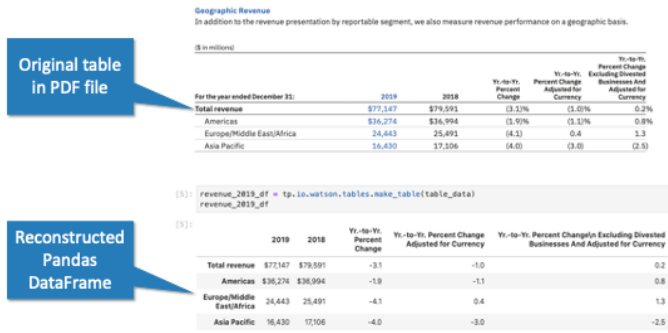 Geographic Revenue
In addition to the revenue presentation by reportable segment, we also measure revenue performance on a geographic basis.
Original table
in PDF file
($ in millions)
For the year ended December 31: 2019 2018 Yr.-to-Yr. Percent Change Yr.-to-Yr. Percent Change Adjusted for Currency Yr.-to-Yr. Percent Change Excluding Divested Businesses And Adjusted for Currency
Total revenue $77,147 $79,591 (3.1)% (1.0)% 0.2%
Americas $36,274 $36,994 (1.9)% (1.1)% 0.8%
Europe/Middle East/Africa 24,443 25,491 (4.1) 0.4 1.3
Asia Pacific 16,430 17,106 (4.0) (3.0) (2.5)
[5]: revenue_2019_df = tp.io.watson.tables.make_table(table_data)
revenue_2019_df
[5]:
Reconstructed
Pandas
DataFrame
2019 2018 Yr.-to-Yr. Percent Change Yr.-to-Yr. Percent Change Adjusted for Currency Yr.-to-Yr. Percent Change\n Excluding Divested Businesses And Adjusted for Currency
Total revenue $77,147 $79,591 -3.1 -1.0 0.2
Americas $36,274 $36,994 -1.9 -1.1 0.8
Europe/Middle East/Africa 24,443 25,491 -4.1 0.4 1.3
Asia Pacific 16,430 17,106 -4.0 -3.0 -2.5